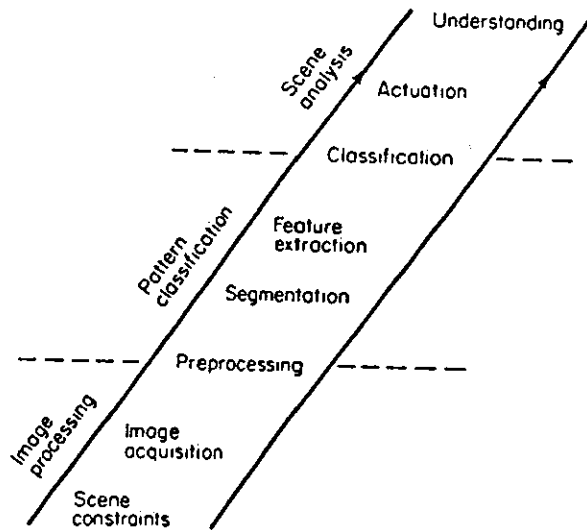 Understanding
Scene
analysis
Actuation
Classification
Pattern
classification
Feature
extraction
Segmentation
Preprocessing
Image
processing
Image
acquisition
Scene
constraints